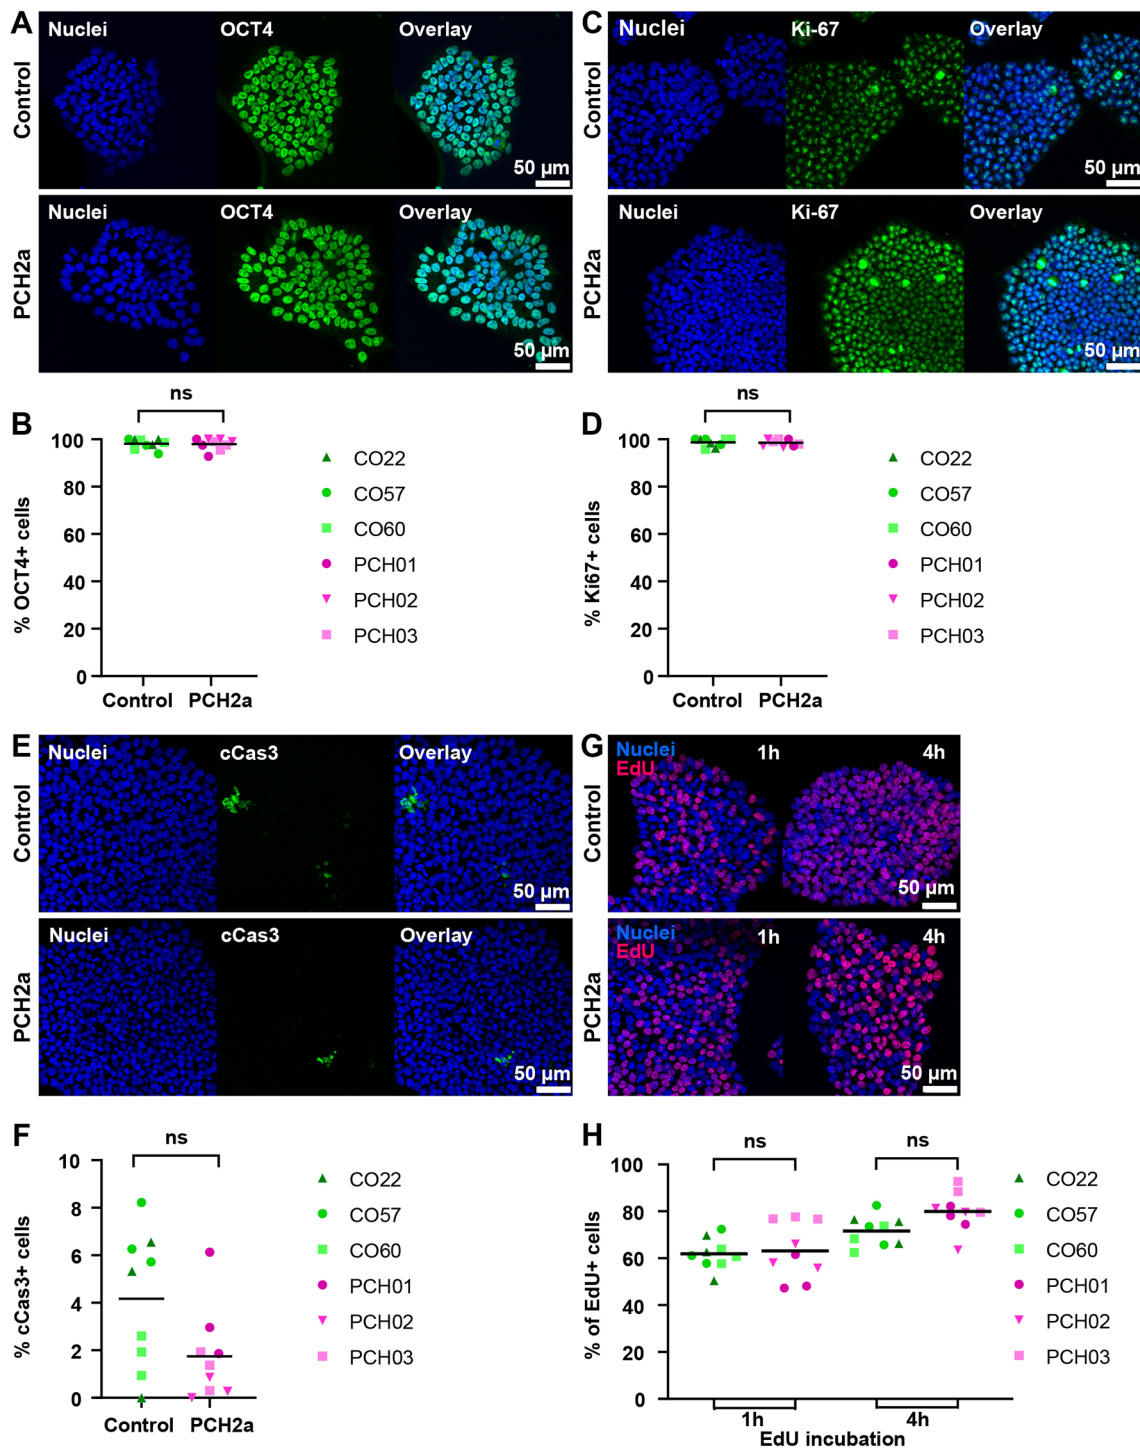 A
Nuclei OCT4 Overlay
Control
50 µm
Nuclei OCT4 Overlay
PCH2a
50 µm
C
Nuclei Ki-67 Overlay
Control
50 µm
Nuclei Ki-67 Overlay
PCH2a
50 µm
B
ns
% OCT4+ cells
100
80
60
40
20
0
Control PCH2a
CO22
CO57
CO60
PCH01
PCH02
PCH03
D
ns
% Ki67+ cells
100
80
60
40
20
0
Control PCH2a
CO22
CO57
CO60
PCH01
PCH02
PCH03
E
Nuclei cCas3 Overlay
Control
50 µm
Nuclei cCas3 Overlay
PCH2a
50 µm
G
Nuclei 1h 4h
EdU
Control
50 µm
Nuclei 1h 4h
EdU
PCH2a
50 µm
F
ns
% cCas3+ cells
10
8
6
4
2
0
Control PCH2a
CO22
CO57
CO60
PCH01
PCH02
PCH03
H
ns ns
% of EdU+ cells
100
80
60
40
20
0
1h 4h
EdU incubation
CO22
CO57
CO60
PCH01
PCH02
PCH03